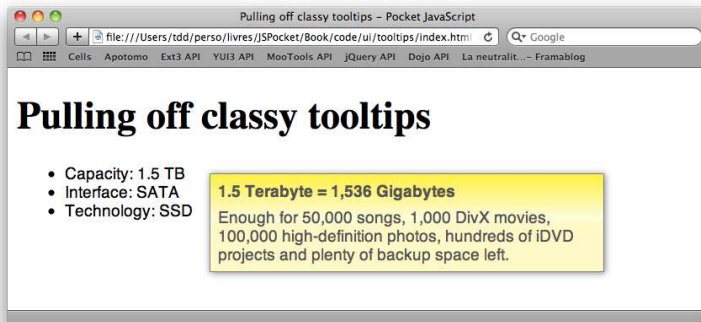 Pulling off classy tooltips – Pocket JavaScript
file:///Users/tdd/perso/livres/JSPocket/Book/code/ui/tooltips/index.html
Google
Cells Apotomo Ext3 API YUI3 API MooTools API jQuery API Dojo API La neutralit...– Framablog
Pulling off classy tooltips
• Capacity: 1.5 TB
• Interface: SATA
• Technology: SSD
1.5 Terabyte = 1,536 Gigabytes
Enough for 50,000 songs, 1,000 DivX movies,
100,000 high-definition photos, hundreds of iDVD
projects and plenty of backup space left.